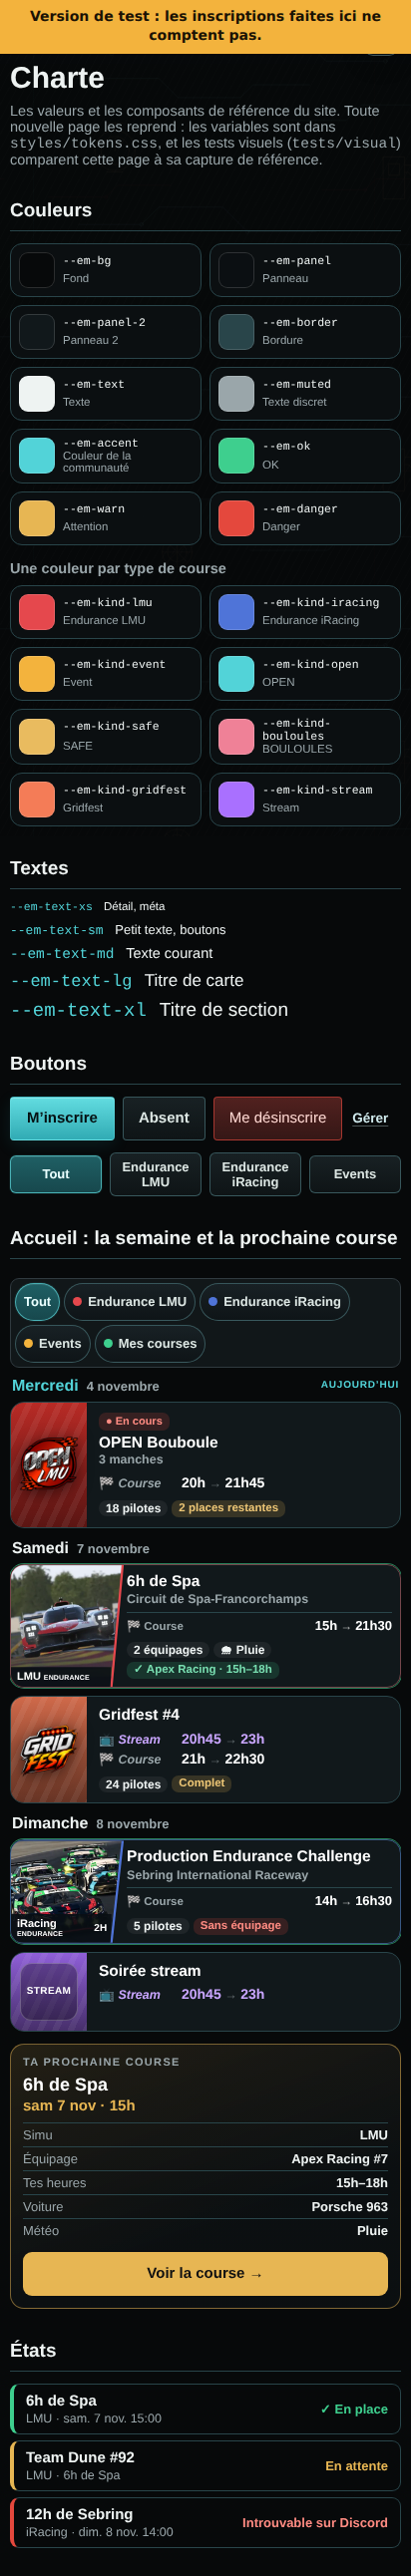 Version de test : les inscriptions faites ici ne
comptent pas.
Charte
Les valeurs et les composants de référence du site. Toute
nouvelle page les reprend : les variables sont dans
styles/tokens.css, et les tests visuels (tests/visual)
comparent cette page à sa capture de référence.
Couleurs
--em-bg
Fond
--em-panel
Panneau
--em-panel-2
Panneau 2
--em-border
Bordure
--em-text
Texte
--em-muted
Texte discret
--em-accent
Couleur de la
communauté
--em-ok
OK
--em-warn
Attention
--em-danger
Danger
Une couleur par type de course
--em-kind-lmu
Endurance LMU
--em-kind-iracing
Endurance iRacing
--em-kind-event
Event
--em-kind-open
OPEN
--em-kind-safe
SAFE
--em-kind-
bouloules
BOULOULES
--em-kind-gridfest
Gridfest
--em-kind-stream
Stream
Textes
--em-text-xs Détail, méta
--em-text-sm Petit texte, boutons
--em-text-md Texte courant
--em-text-lg Titre de carte
--em-text-xl Titre de section
Boutons
M'inscrire
Absent
Me désinscrire
Gérer
Tout
Endurance
LMU
Endurance
iRacing
Events
Accueil : la semaine et la prochaine course
Tout
Endurance LMU
Endurance iRacing
Events
Mes courses
Mercredi 4 novembre
AUJOURD'HUI
OPEN
LMU
● En cours
OPEN Bouboule
3 manches
🏁 Course 20h → 21h45
18 pilotes
2 places restantes
Samedi 7 novembre
LMU ENDURANCE
6h de Spa
Circuit de Spa-Francorchamps
🏁 Course 15h → 21h30
2 équipages
🌧 Pluie
✓ Apex Racing · 15h–18h
GRID
FEST
Gridfest #4
📺 Stream 20h45 → 23h
🏁 Course 21h → 22h30
24 pilotes
Complet
Dimanche 8 novembre
iRacing
ENDURANCE
2H
Production Endurance Challenge
Sebring International Raceway
🏁 Course 14h → 16h30
5 pilotes
Sans équipage
STREAM
Soirée stream
📺 Stream 20h45 → 23h
TA PROCHAINE COURSE
6h de Spa
sam 7 nov · 15h
Simu LMU
Équipage Apex Racing #7
Tes heures 15h–18h
Voiture Porsche 963
Météo Pluie
Voir la course →
États
6h de Spa
LMU · sam. 7 nov. 15:00
✓ En place
Team Dune #92
LMU · 6h de Spa
En attente
12h de Sebring
iRacing · dim. 8 nov. 14:00
Introuvable sur Discord